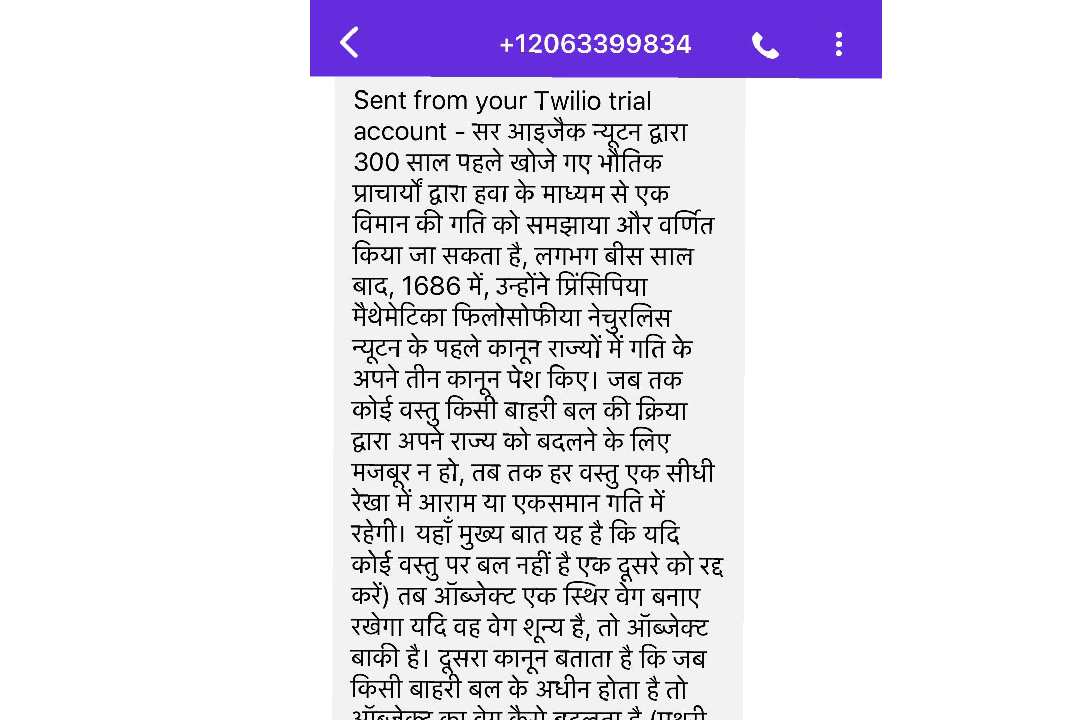 +12063399834
Sent from your Twilio trial
account - सर आइजैक न्यूटन द्वारा
300 साल पहले खोजे गए भौतिक
प्राचार्यों द्वारा हवा के माध्यम से एक
विमान की गति को समझाया और वर्णित
किया जा सकता है, लगभग बीस साल
बाद, 1686 में, उन्होंने प्रिंसिपिया
मैथेमेटिका फिलोसोफीया नेचुरलिस
न्यूटन के पहले कानून राज्यों में गति के
अपने तीन कानून पेश किए। जब तक
कोई वस्तु किसी बाहरी बल की क्रिया
द्वारा अपने राज्य को बदलने के लिए
मजबूर न हो, तब तक हर वस्तु एक सीधी
रेखा में आराम या एकसमान गति में
रहेगी। यहाँ मुख्य बात यह है कि यदि
कोई वस्तु पर बल नहीं है एक दूसरे को रद्द
करें) तब ऑब्जेक्ट एक स्थिर वेग बनाए
रखेगा यदि वह वेग शून्य है, तो ऑब्जेक्ट
बाकी है। दूसरा कानून बताता है कि जब
किसी बाहरी बल के अधीन होता है तो